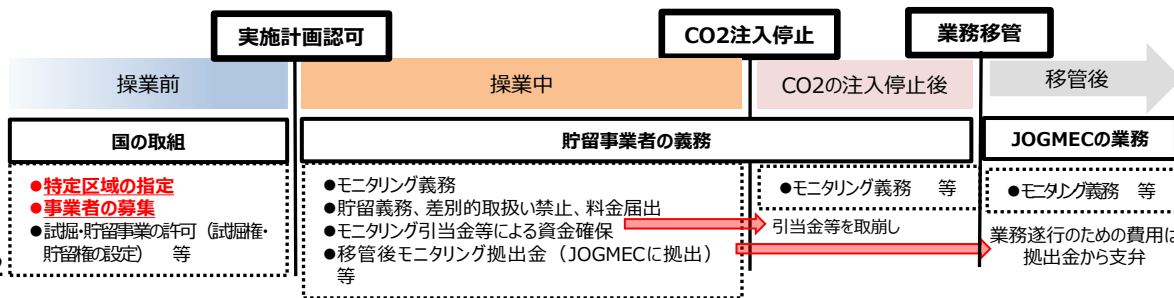 実施計画認可
CO2注入停止
業務移管
操業前
操業中
CO2の注入停止後
移管後
国の取組
貯留事業者の義務
JOGMECの業務
●特定区域の指定
●事業者の募集
●試掘・貯留事業の許可（試掘権・
貯留権の設定） 等
●モニタリング義務
●貯留義務、差別的取扱い禁止、料金届出
●モニタリング引当金等による資金確保
●移管後モニタリング拠出金（JOGMECに拠出）
等
●モニタリング義務 等
引当金等を取崩し
●モニタリング義務 等
業務遂行のための費用は
拠出金から支弁